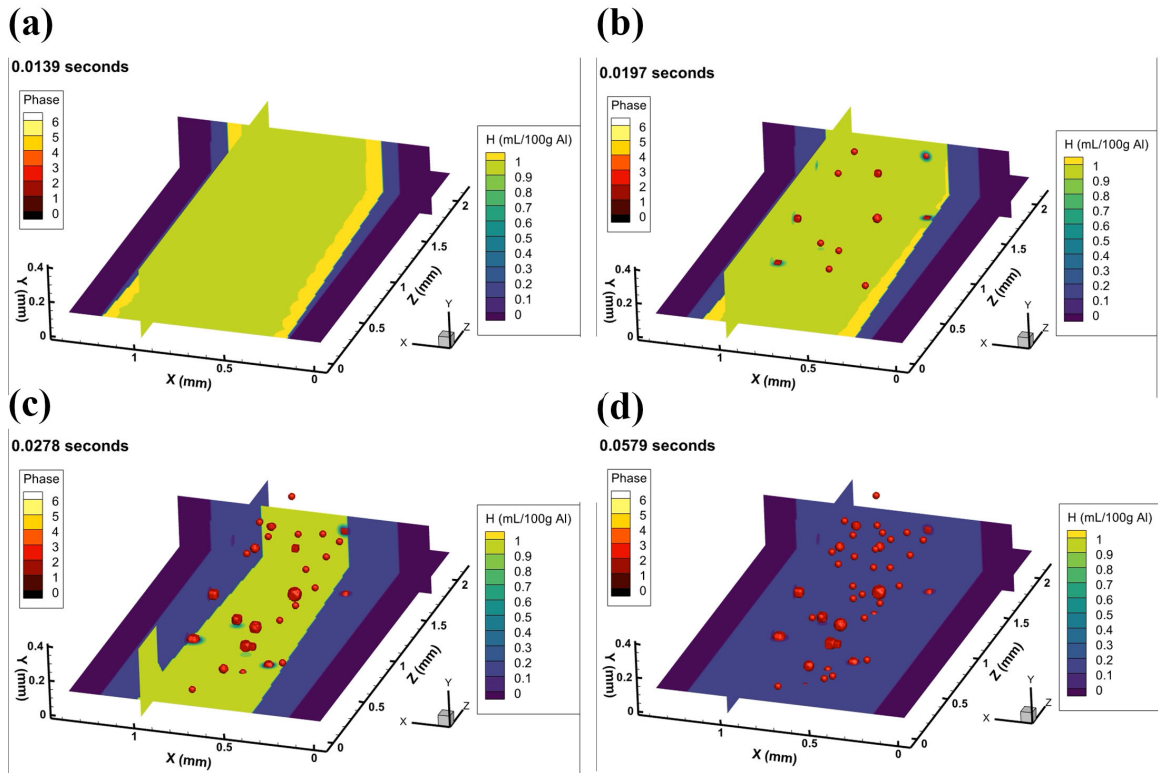 (a)
0.0139 seconds
Phase
6
5
4
3
2
1
0
H (mL/100g Al)
1
0.9
0.8
0.7
0.6
0.5
0.4
0.3
0.2
0.1
0
Y (mm)
0.4
0.2
0
X (mm)
1
0.5
0
Z (mm)
0
0.5
1
1.5
2
X
Y
Z
(b)
0.0197 seconds
Phase
6
5
4
3
2
1
0
H (mL/100g Al)
1
0.9
0.8
0.7
0.6
0.5
0.4
0.3
0.2
0.1
0
Y (mm)
0.4
0.2
0
X (mm)
1
0.5
0
Z (mm)
0
0.5
1
1.5
2
X
Y
Z
(c)
0.0278 seconds
Phase
6
5
4
3
2
1
0
H (mL/100g Al)
1
0.9
0.8
0.7
0.6
0.5
0.4
0.3
0.2
0.1
0
Y (mm)
0.4
0.2
0
X (mm)
1
0.5
0
Z (mm)
0
0.5
1
1.5
2
X
Y
Z
(d)
0.0579 seconds
Phase
6
5
4
3
2
1
0
H (mL/100g Al)
1
0.9
0.8
0.7
0.6
0.5
0.4
0.3
0.2
0.1
0
Y (mm)
0.4
0.2
0
X (mm)
1
0.5
0
Z (mm)
0
0.5
1
1.5
2
X
Y
Z